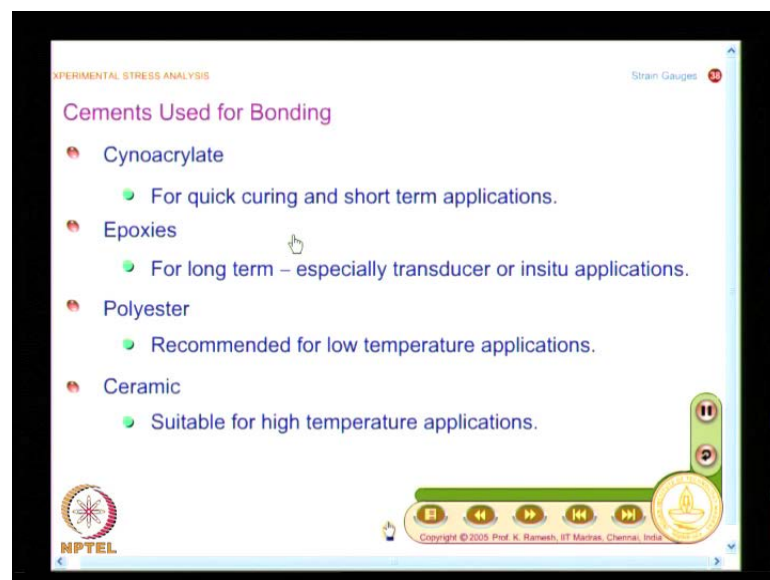 XPERIMENTAL STRESS ANALYSIS
Strain Gauges 38
Cements Used for Bonding
Cynoacrylate
For quick curing and short term applications.
Epoxies
For long term – especially transducer or insitu applications.
Polyester
Recommended for low temperature applications.
Ceramic
Suitable for high temperature applications.
NPTEL
Copyright © 2005 Prof. K. Ramesh, IIT Madras, Chennai, India